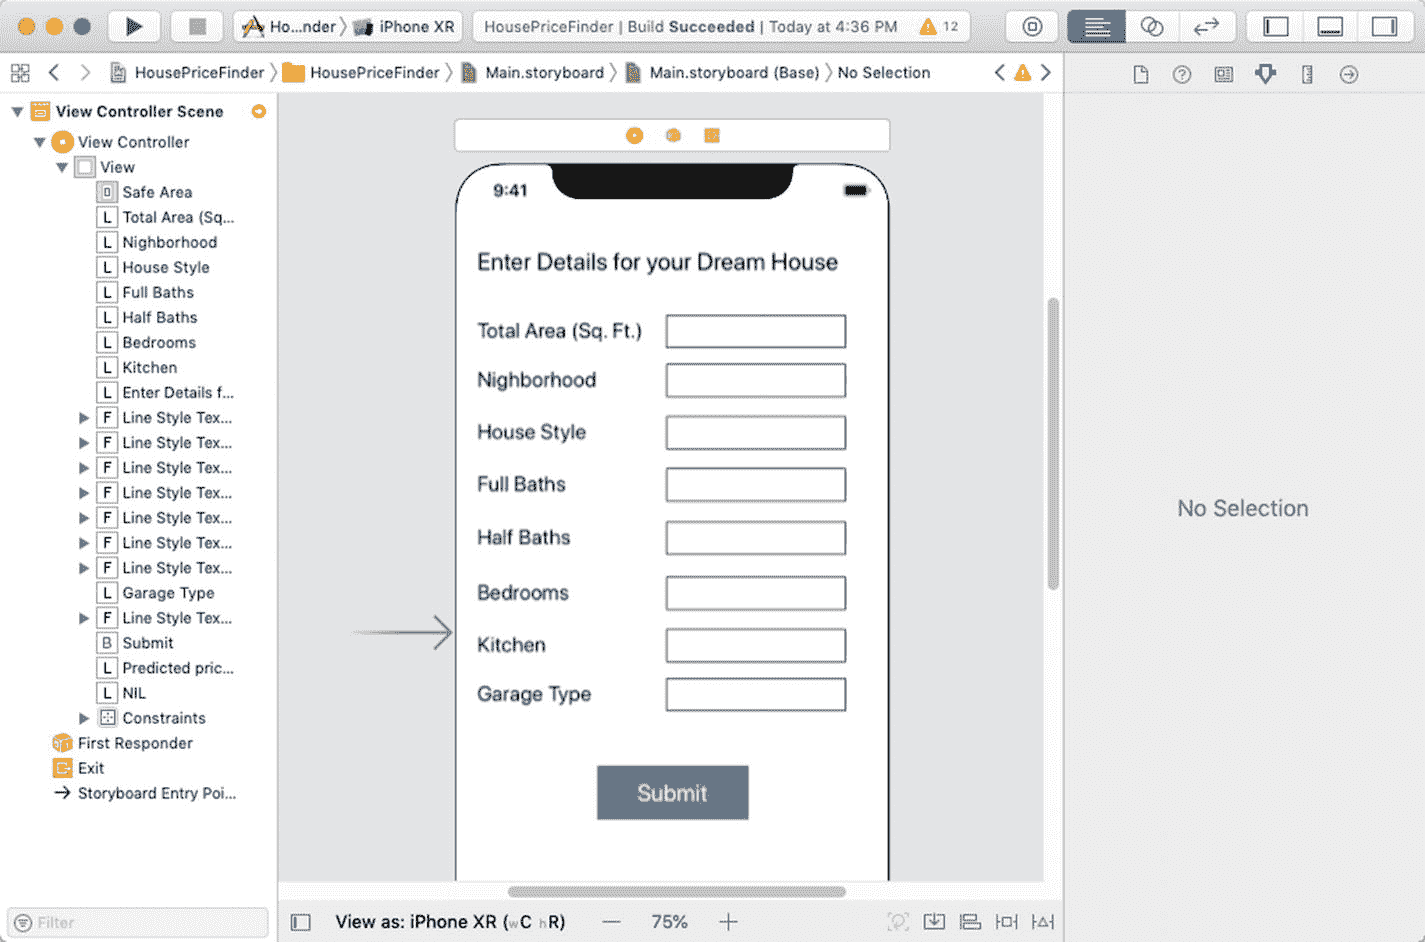 Ho...nder 〉 iPhone XR
HousePriceFinder | Build Succeeded | Today at 4:36 PM 12
HousePriceFinder 〉 HousePriceFinder 〉 Main.storyboard 〉 Main.storyboard (Base) 〉 No Selection
View Controller Scene
View Controller
View
Safe Area
L Total Area (Sq...
L Nighborhood
L House Style
L Full Baths
L Half Baths
L Bedrooms
L Kitchen
L Enter Details f...
F Line Style Tex...
F Line Style Tex...
F Line Style Tex...
F Line Style Tex...
F Line Style Tex...
F Line Style Tex...
F Line Style Tex...
L Garage Type
F Line Style Tex...
B Submit
L Predicted pric...
L NIL
Constraints
First Responder
Exit
Storyboard Entry Poi...
Filter
9:41
Enter Details for your Dream House
Total Area (Sq. Ft.)
Nighborhood
House Style
Full Baths
Half Baths
Bedrooms
Kitchen
Garage Type
Submit
View as: iPhone XR (wC hR) — 75% +
No Selection